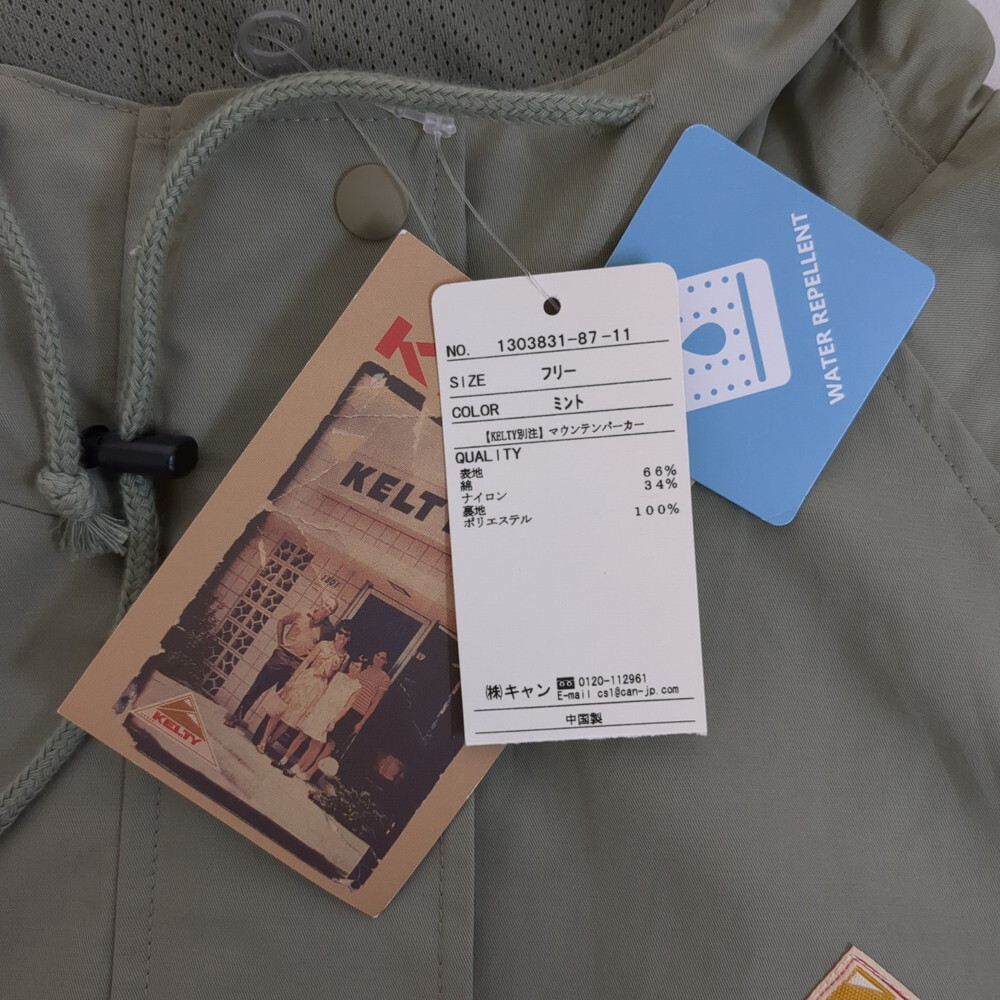 NO. 1303831-87-11
SIZE フリー
COLOR ミント
【KELTY別注】マウンテンパーカー
QUALITY
表地 66%
綿 34%
ナイロン
裏地 100%
ポリエステル
㈱キャン 0120-112961
E-mail cs1@can-jp.com
中国製
WATER REPELLENT
KELTY
KELTY